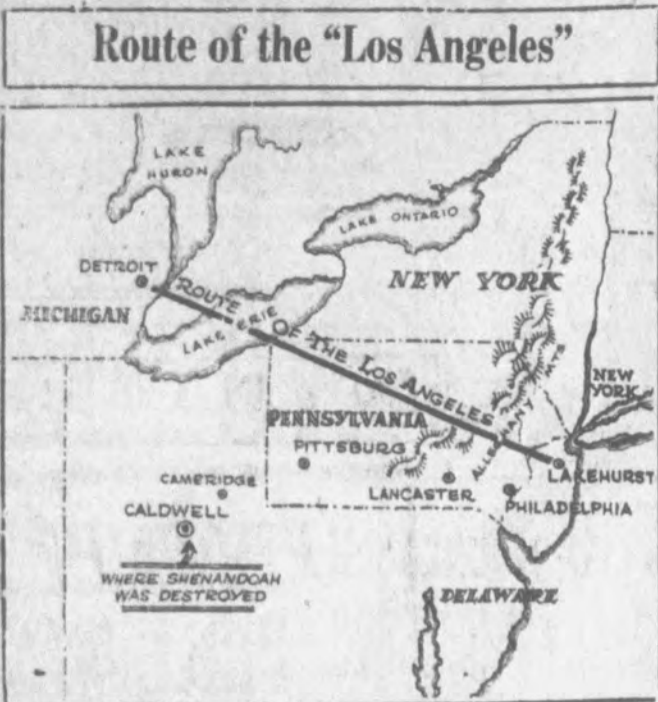 Route of the "Los Angeles"
LAKE
HURON
LAKE ONTARIO
DETROIT
NEW YORK
MICHIGAN
ROUTE OF THE LOS ANGELES
LAKE ERIE
ALLEGHANY MTS
NEW
YORK
PENNSYLVANIA
PITTSBURG
LAKEHURST
CAMBRIDGE
LANCASTER
PHILADELPHIA
CALDWELL
WHERE SHENANDOAH
WAS DESTROYED
DELAWARE